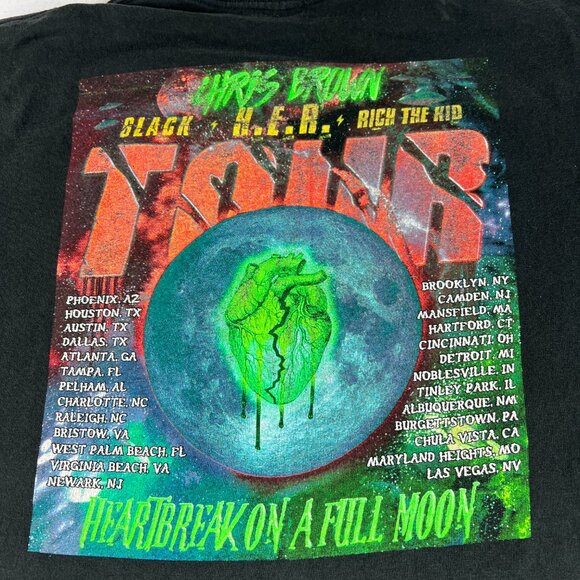 CHRIS BROWN
6LACK H.E.R. RICH THE KID
TOUR
PHOENIX, AZ
HOUSTON, TX
AUSTIN, TX
DALLAS, TX
ATLANTA, GA
TAMPA, FL
PELHAM, AL
CHARLOTTE, NC
RALEIGH, NC
BRISTOW, VA
WEST PALM BEACH, FL
VIRGINIA BEACH, VA
NEWARK, NJ
BROOKLYN, NY
CAMDEN, NJ
MANSFIELD, MA
HARTFORD, CT
CINCINNATI, OH
DETROIT, MI
NOBLESVILLE, IN
TINLEY PARK, IL
ALBUQUERQUE, NM
BURGETTSTOWN, PA
CHULA VISTA, CA
MARYLAND HEIGHTS, MO
LAS VEGAS, NV
HEARTBREAK ON A FULL MOON